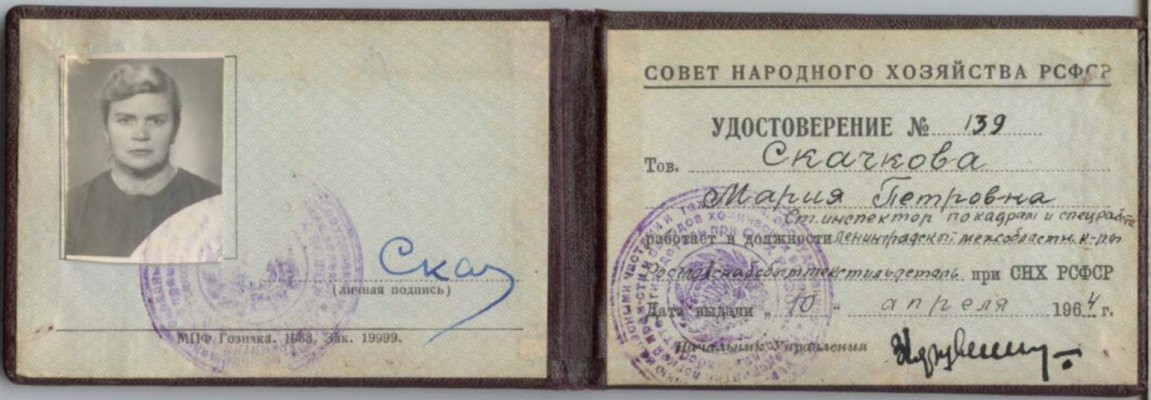 Скач
(личная подпись)
МПФ Гознака. 1963. Зак. 19999.
СОВЕТ НАРОДНОГО ХОЗЯЙСТВА РСФСР
УДОСТОВЕРЕНИЕ № 139
Тов. Скачкова
Мария Петровна
Ст. инспектор по кадрам и спецработе
работает в должности Ленинградской межобластн. к-ры
Росглавснабсбыттекстильдеталь при СНХ РСФСР
Дата выдачи „ 10 “ апреля 1964 г.
Начальник Управления